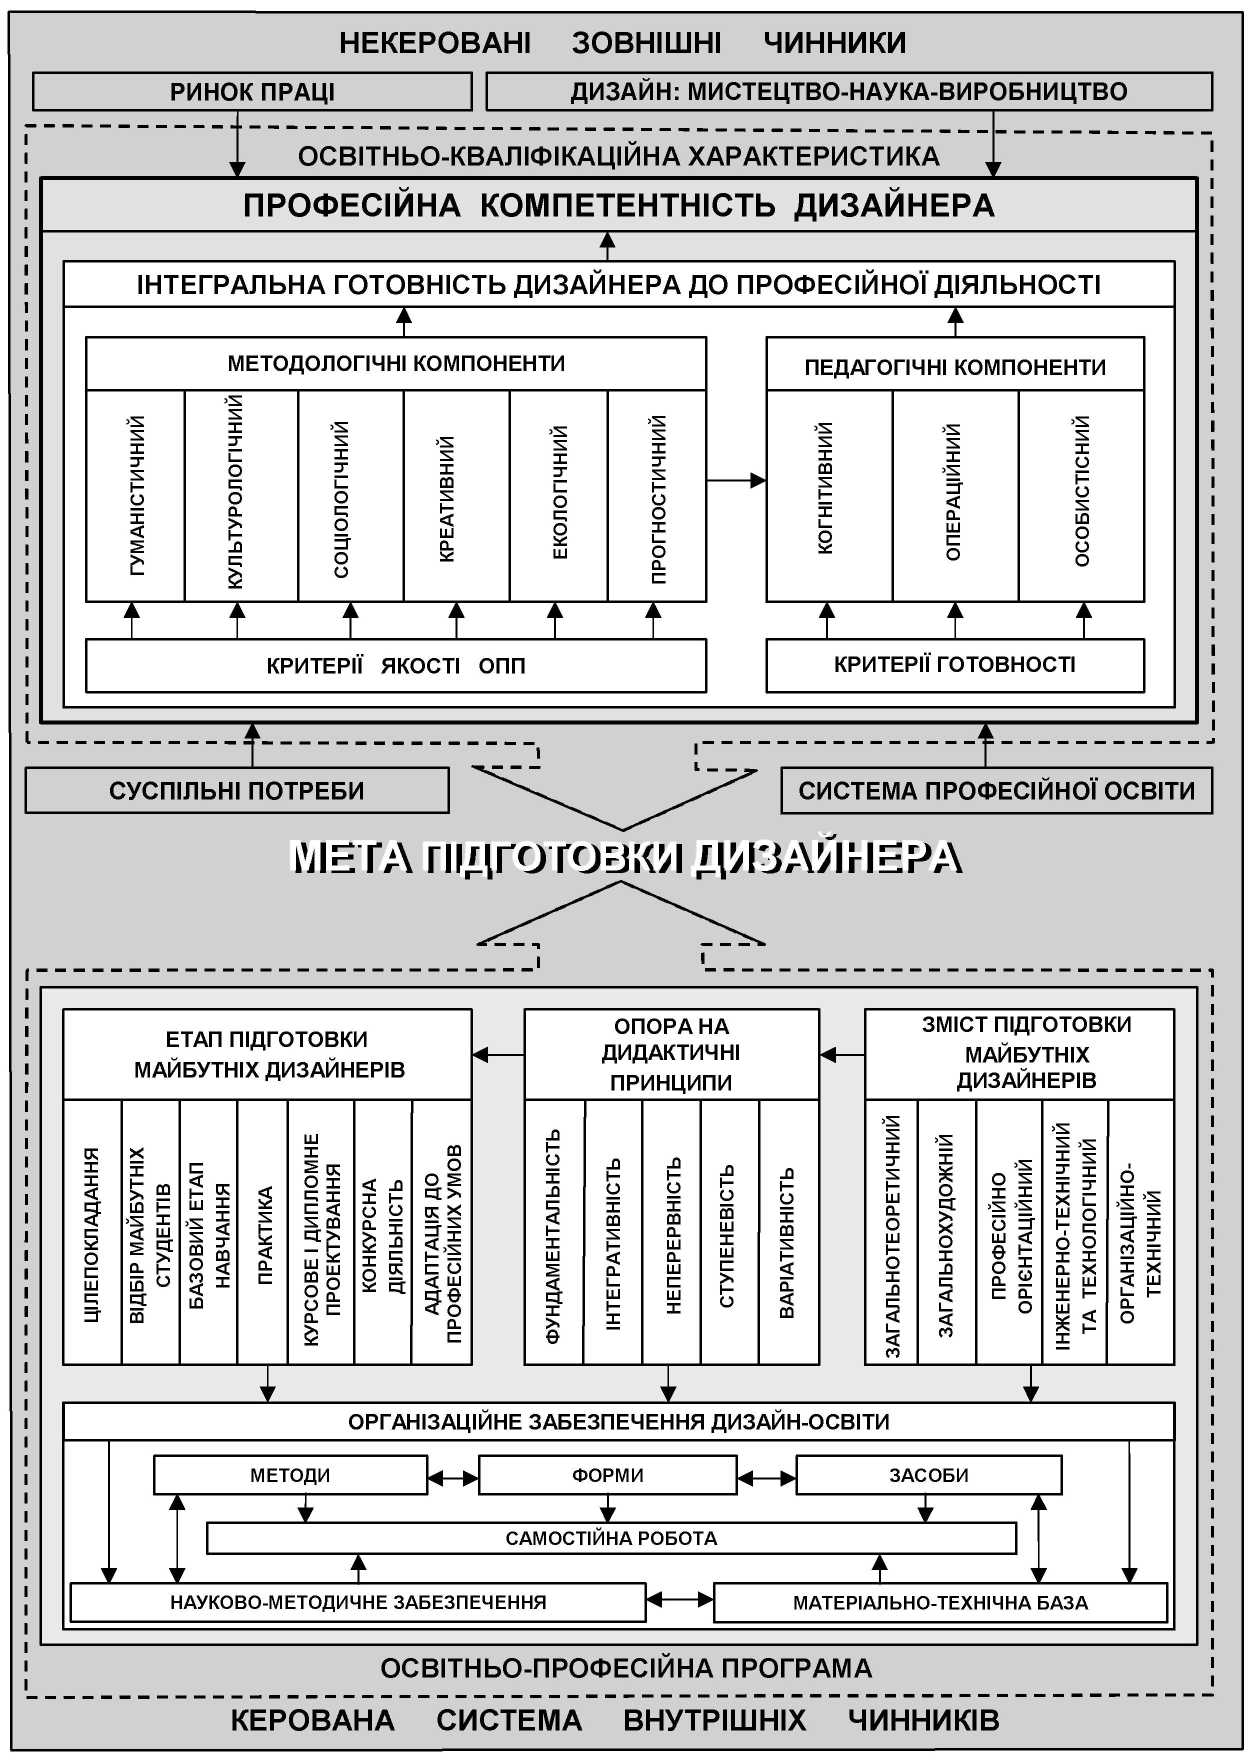 НЕКЕРОВАНІ ЗОВНІШНІ ЧИННИКИ
РИНОК ПРАЦІ
ДИЗАЙН: МИСТЕЦТВО-НАУКА-ВИРОБНИЦТВО
ОСВІТНЬО-КВАЛІФІКАЦІЙНА ХАРАКТЕРИСТИКА
ПРОФЕСІЙНА КОМПЕТЕНТНІСТЬ ДИЗАЙНЕРА
ІНТЕГРАЛЬНА ГОТОВНІСТЬ ДИЗАЙНЕРА ДО ПРОФЕСІЙНОЇ ДІЯЛЬНОСТІ
МЕТОДОЛОГІЧНІ КОМПОНЕНТИ
ГУМАНІСТИЧНИЙ
КУЛЬТУРОЛОГІЧНИЙ
СОЦІОЛОГІЧНИЙ
КРЕАТИВНИЙ
ЕКОЛОГІЧНИЙ
ПРОГНОСТИЧНИЙ
КРИТЕРІЇ ЯКОСТІ ОПП
ПЕДАГОГІЧНІ КОМПОНЕНТИ
КОГНІТИВНИЙ
ОПЕРАЦІЙНИЙ
ОСОБИСТІСНИЙ
КРИТЕРІЇ ГОТОВНОСТІ
СУСПІЛЬНІ ПОТРЕБИ
СИСТЕМА ПРОФЕСІЙНОЇ ОСВІТИ
МЕТА ПІДГОТОВКИ ДИЗАЙНЕРА
ЕТАП ПІДГОТОВКИ
МАЙБУТНІХ ДИЗАЙНЕРІВ
ЦІЛЕПОКЛАДАННЯ
ВІДБІР МАЙБУТНІХ
СТУДЕНТІВ
БАЗОВИЙ ЕТАП
НАВЧАННЯ
ПРАКТИКА
КУРСОВЕ І ДИПЛОМНЕ
ПРОЕКТУВАННЯ
КОНКУРСНА
ДІЯЛЬНІСТЬ
АДАПТАЦІЯ ДО
ПРОФЕСІЙНИХ УМОВ
ОПОРА НА
ДИДАКТИЧНІ
ПРИНЦИПИ
ФУНДАМЕНТАЛЬНІСТЬ
ІНТЕГРАТИВНІСТЬ
НЕПЕРЕРВНІСТЬ
СТУПЕНЕВІСТЬ
ВАРІАТИВНІСТЬ
ЗМІСТ ПІДГОТОВКИ
МАЙБУТНІХ
ДИЗАЙНЕРІВ
ЗАГАЛЬНОТЕОРЕТИЧНИЙ
ЗАГАЛЬНОХУДОЖНІЙ
ПРОФЕСІЙНО
ОРІЄНТАЦІЙНИЙ
ІНЖЕНЕРНО-ТЕХНІЧНИЙ
ТА ТЕХНОЛОГІЧНИЙ
ОРГАНІЗАЦІЙНО-
ТЕХНІЧНИЙ
ОРГАНІЗАЦІЙНЕ ЗАБЕЗПЕЧЕННЯ ДИЗАЙН-ОСВІТИ
МЕТОДИ
ФОРМИ
ЗАСОБИ
САМОСТІЙНА РОБОТА
НАУКОВО-МЕТОДИЧНЕ ЗАБЕЗПЕЧЕННЯ
МАТЕРІАЛЬНО-ТЕХНІЧНА БАЗА
ОСВІТНЬО-ПРОФЕСІЙНА ПРОГРАМА
КЕРОВАНА СИСТЕМА ВНУТРІШНІХ ЧИННИКІВ